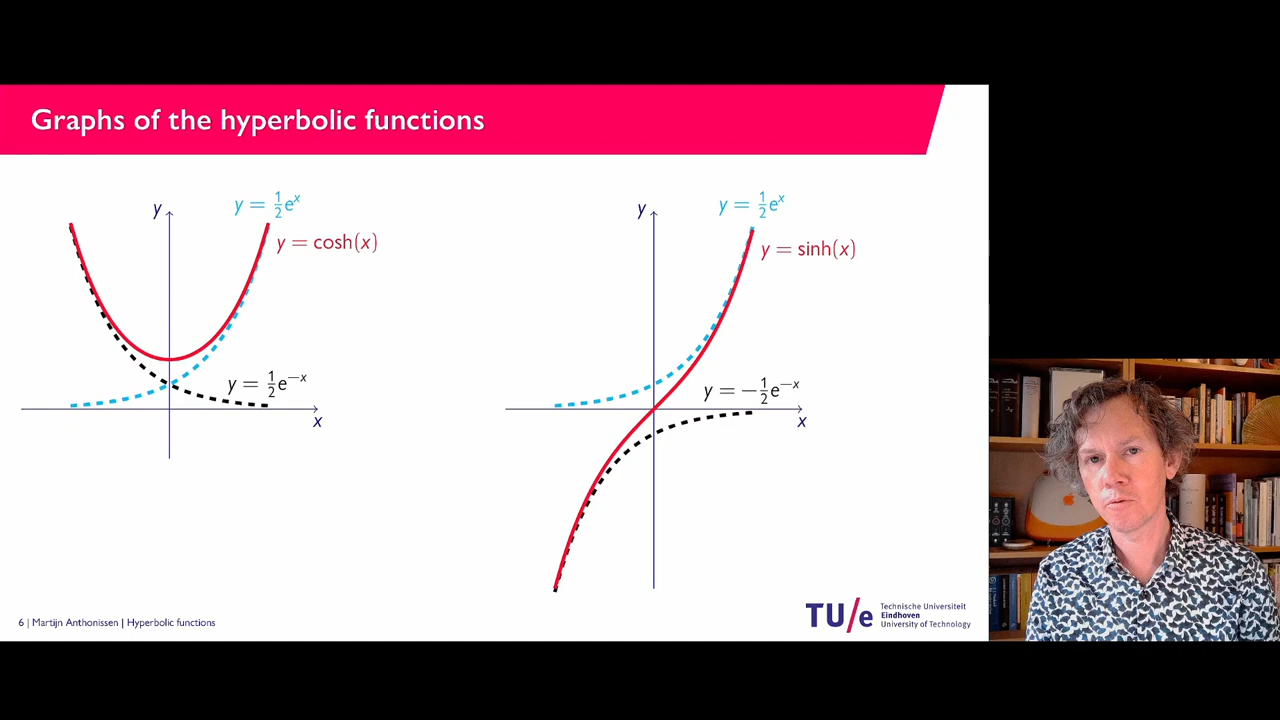 Graphs of the hyperbolic functions
y
y = ½eˣ
y = cosh(x)
y = ½e⁻ˣ
x
y
y = ½eˣ
y = sinh(x)
y = −½e⁻ˣ
x
6 | Martijn Anthonissen | Hyperbolic functions
TU/e
Technische Universiteit
Eindhoven
University of Technology